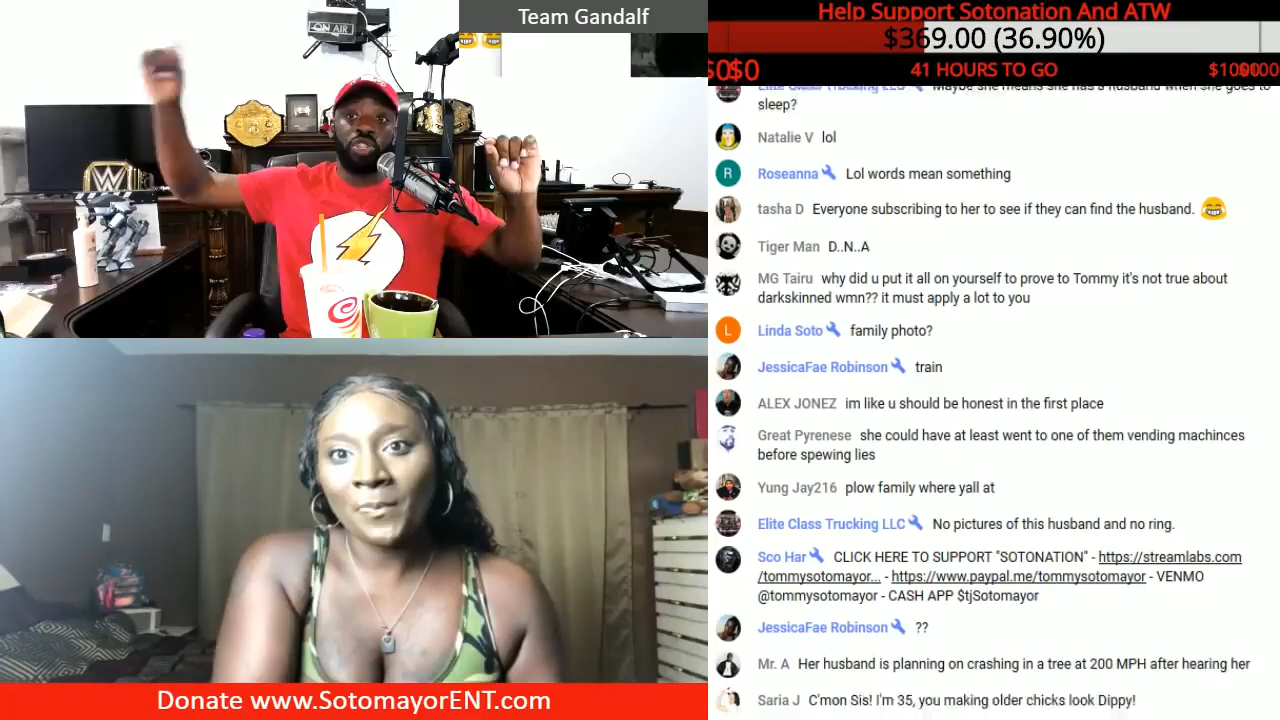 Team Gandalf
ON AIR
W
Donate www.SotomayorENT.com
Help Support Sotonation And ATW
$369.00 (36.90%)
$0
41 HOURS TO GO
Elite Class Trucking LLC Maybe she means she has a husband when she goes to
sleep?
Natalie V lol
R
Roseanna Lol words mean something
tasha D Everyone subscribing to her to see if they can find the husband. 😂
Tiger Man D..N..A
MG Tairu why did u put it all on yourself to prove to Tommy it's not true about
darkskinned wmn?? it must apply a lot to you
L
Linda Soto family photo?
JessicaFae Robinson train
ALEX JONEZ im like u should be honest in the first place
Great Pyrenese she could have at least went to one of them vending machinces
before spewing lies
Yung Jay216 plow family where yall at
Elite Class Trucking LLC No pictures of this husband and no ring.
Sco Har CLICK HERE TO SUPPORT "SOTONATION" - https://streamlabs.com
/tommysotomayor... - https://www.paypal.me/tommysotomayor - VENMO
@tommysotomayor - CASH APP $tjSotomayor
JessicaFae Robinson ??
Mr. A Her husband is planning on crashing in a tree at 200 MPH after hearing her
Saria J C'mon Sis! I'm 35, you making older chicks look Dippy!